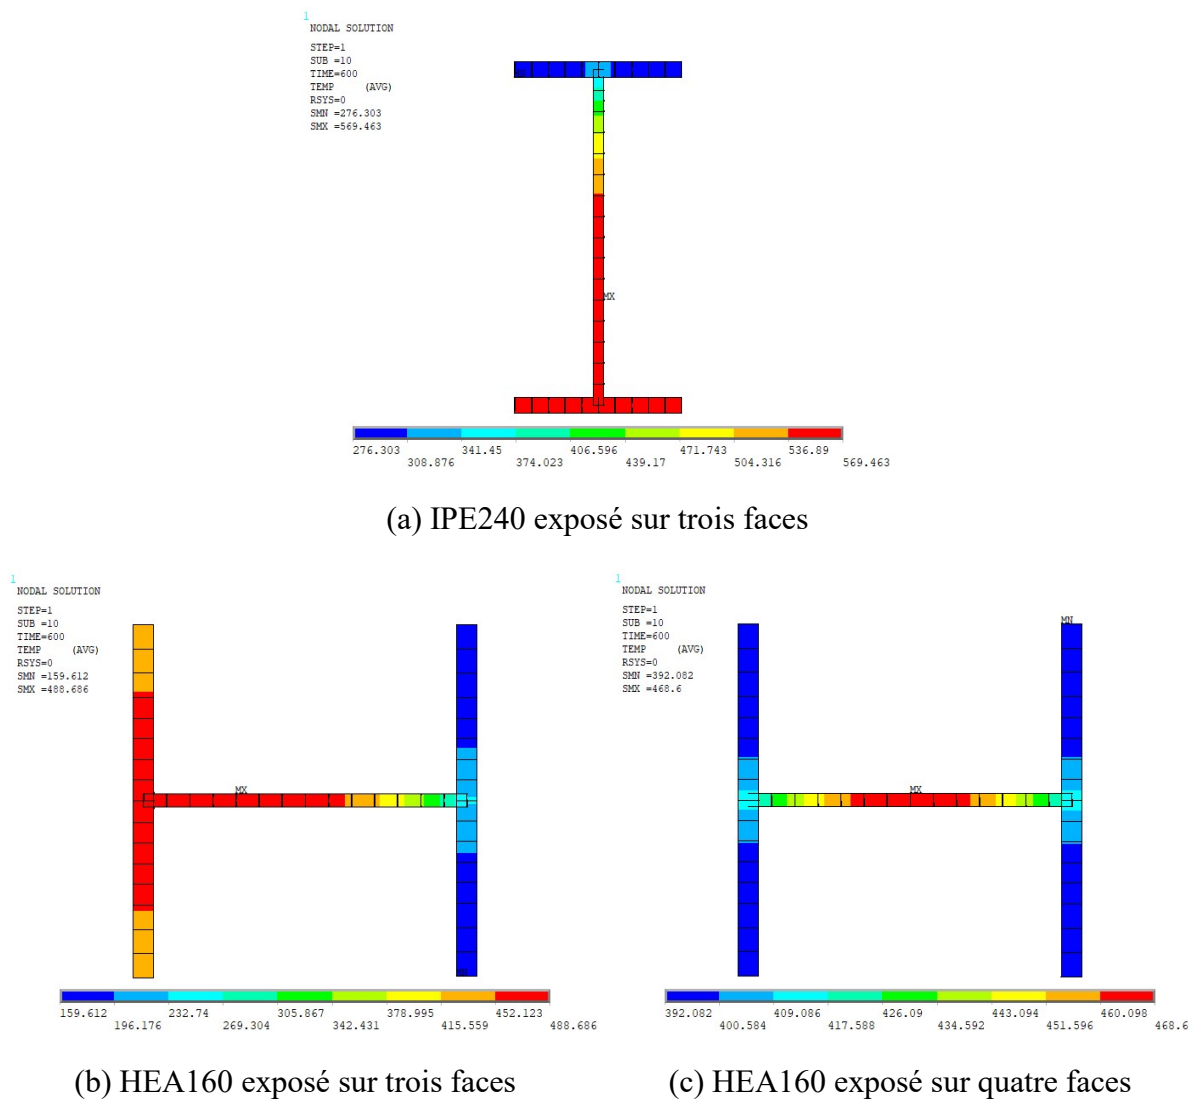 1
NODAL SOLUTION
STEP=1
SUB =10
TIME=600
TEMP (AVG)
RSYS=0
SMN =276.303
SMX =569.463
MX
276.303 341.45 406.596 471.743 536.89
308.876 374.023 439.17 504.316 569.463
(a) IPE240 exposé sur trois faces
1
NODAL SOLUTION
STEP=1
SUB =10
TIME=600
TEMP (AVG)
RSYS=0
SMN =159.612
SMX =488.686
MX
159.612 232.74 305.867 378.995 452.123
196.176 269.304 342.431 415.559 488.686
(b) HEA160 exposé sur trois faces
1
NODAL SOLUTION
STEP=1
SUB =10
TIME=600
TEMP (AVG)
RSYS=0
SMN =392.082
SMX =468.6
MN
MX
392.082 409.086 426.09 443.094 460.098
400.584 417.588 434.592 451.596 468.6
(c) HEA160 exposé sur quatre faces